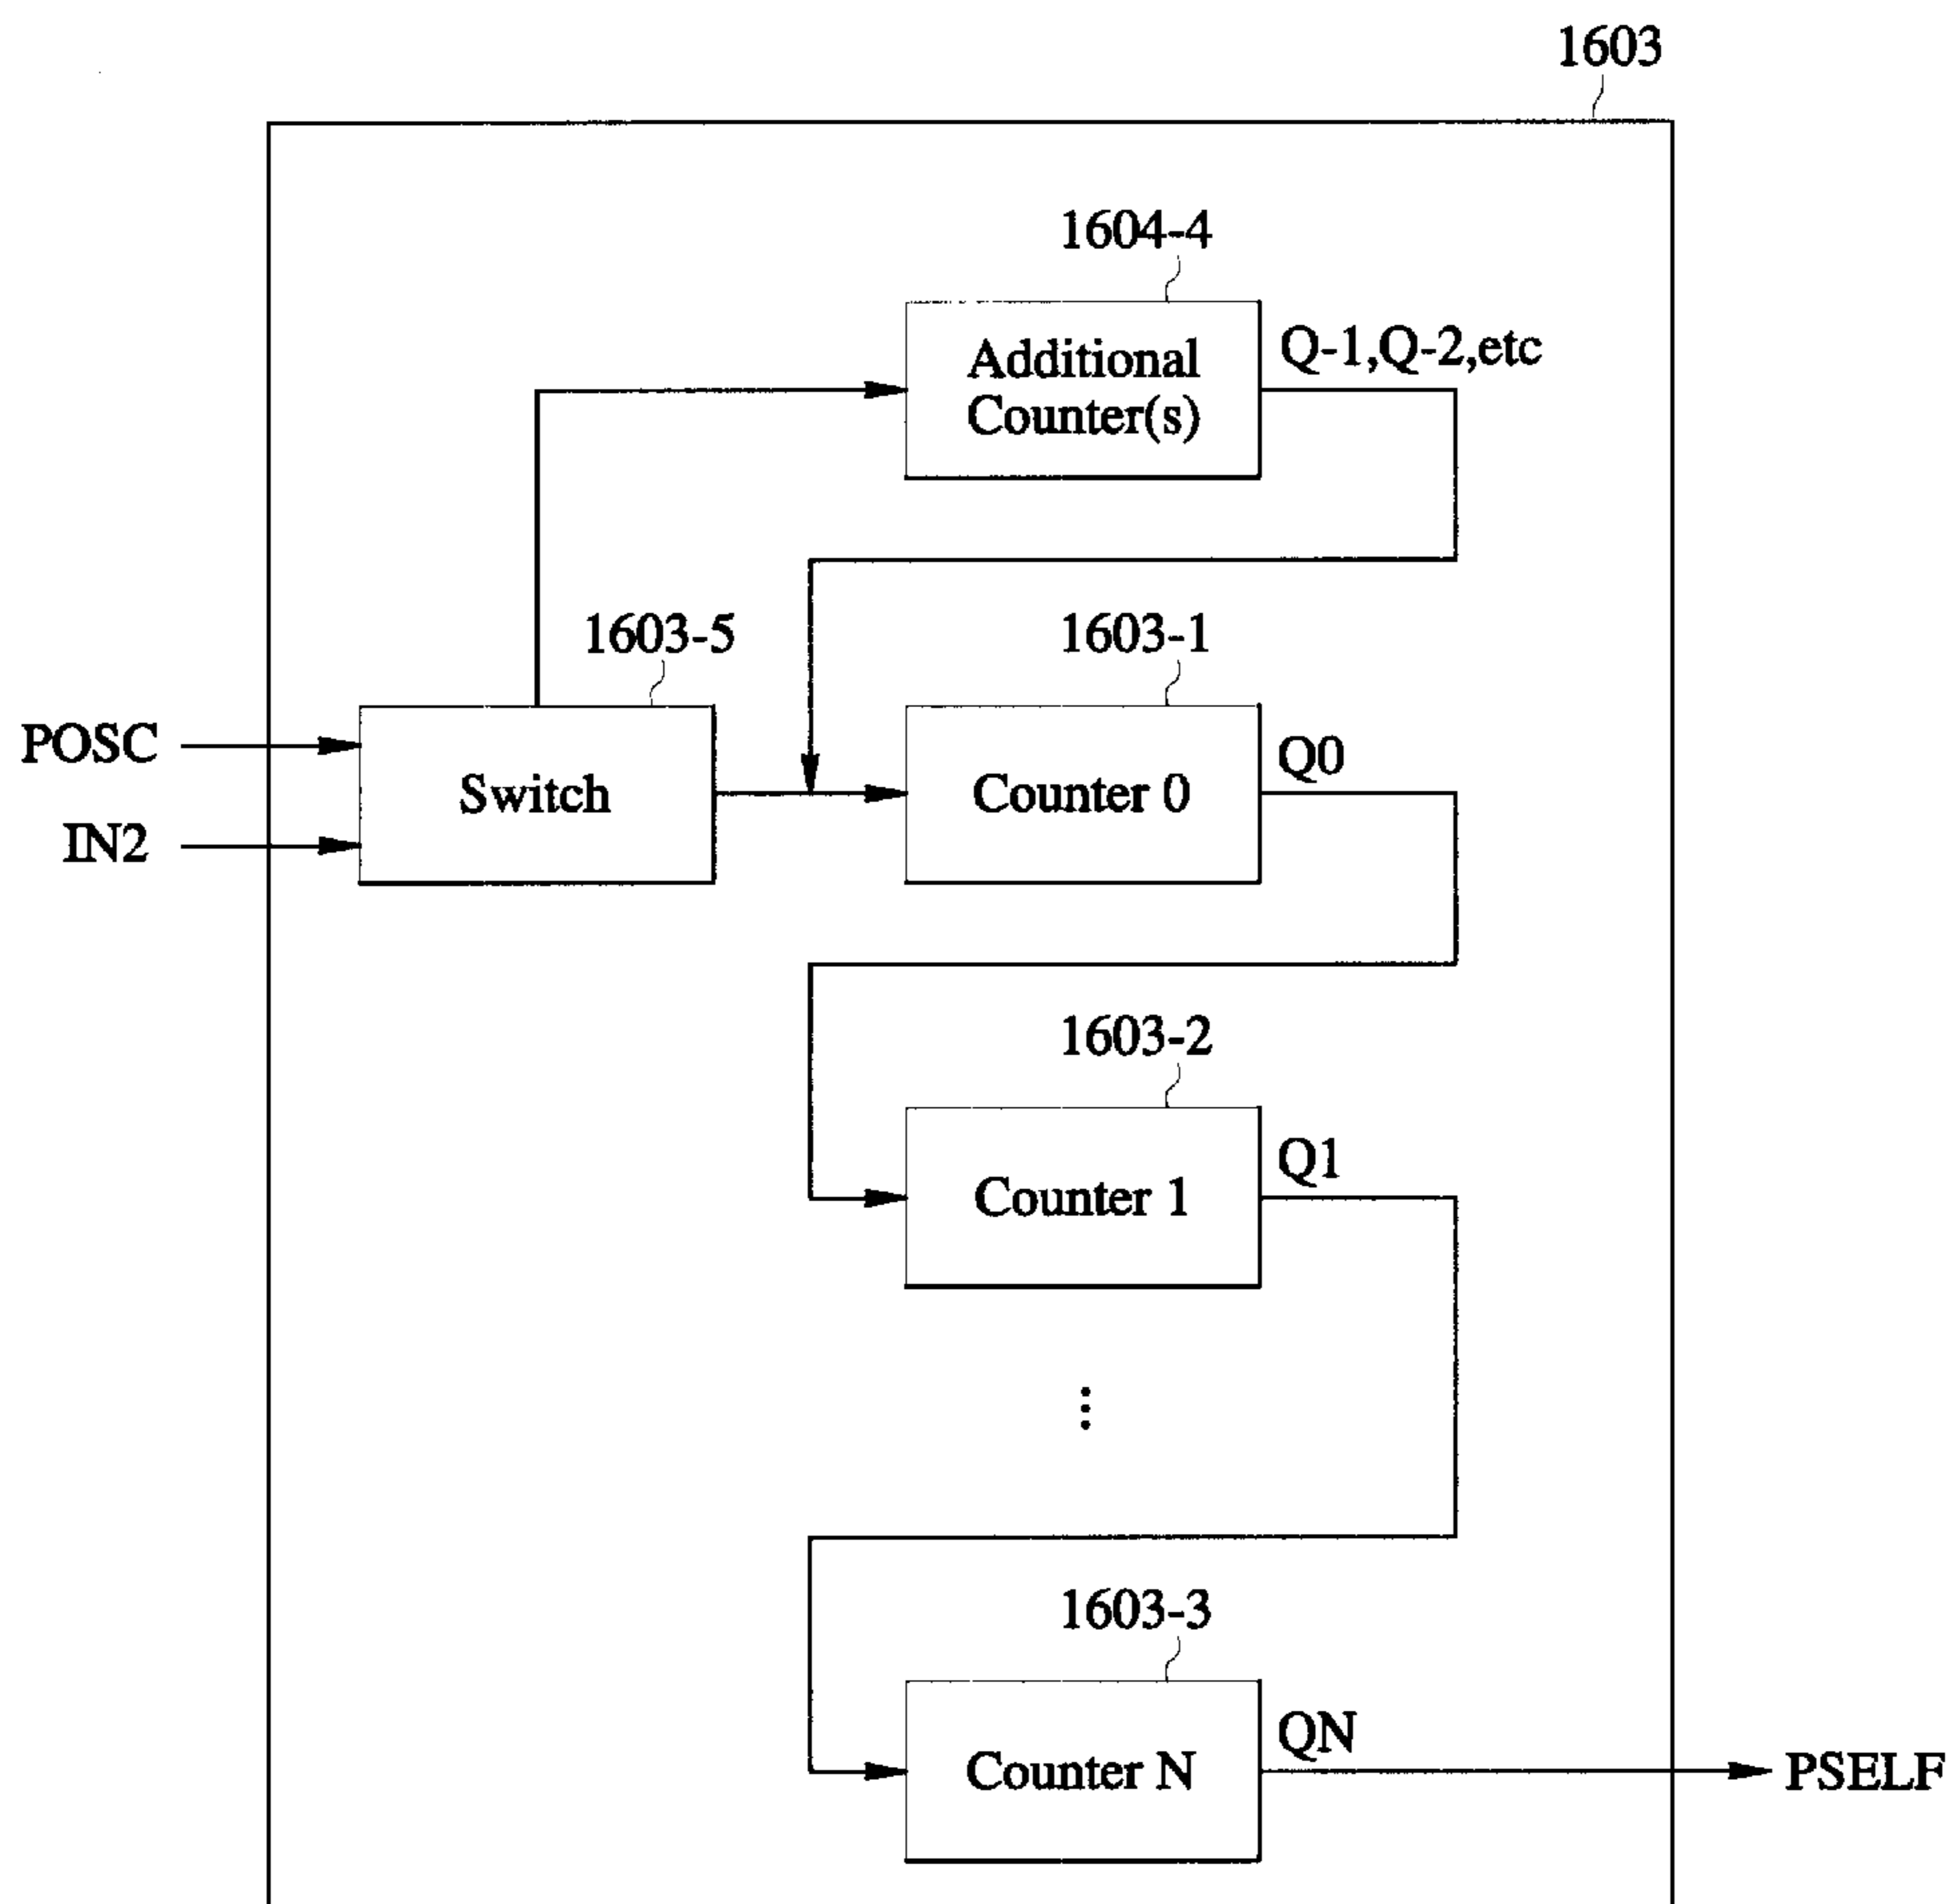 1603
1604-4
Additional
Counter(s)
Q-1,Q-2,etc
1603-5
1603-1
POSC
IN2
Switch
Counter 0
Q0
1603-2
Counter 1
Q1
1603-3
Counter N
QN
PSELF